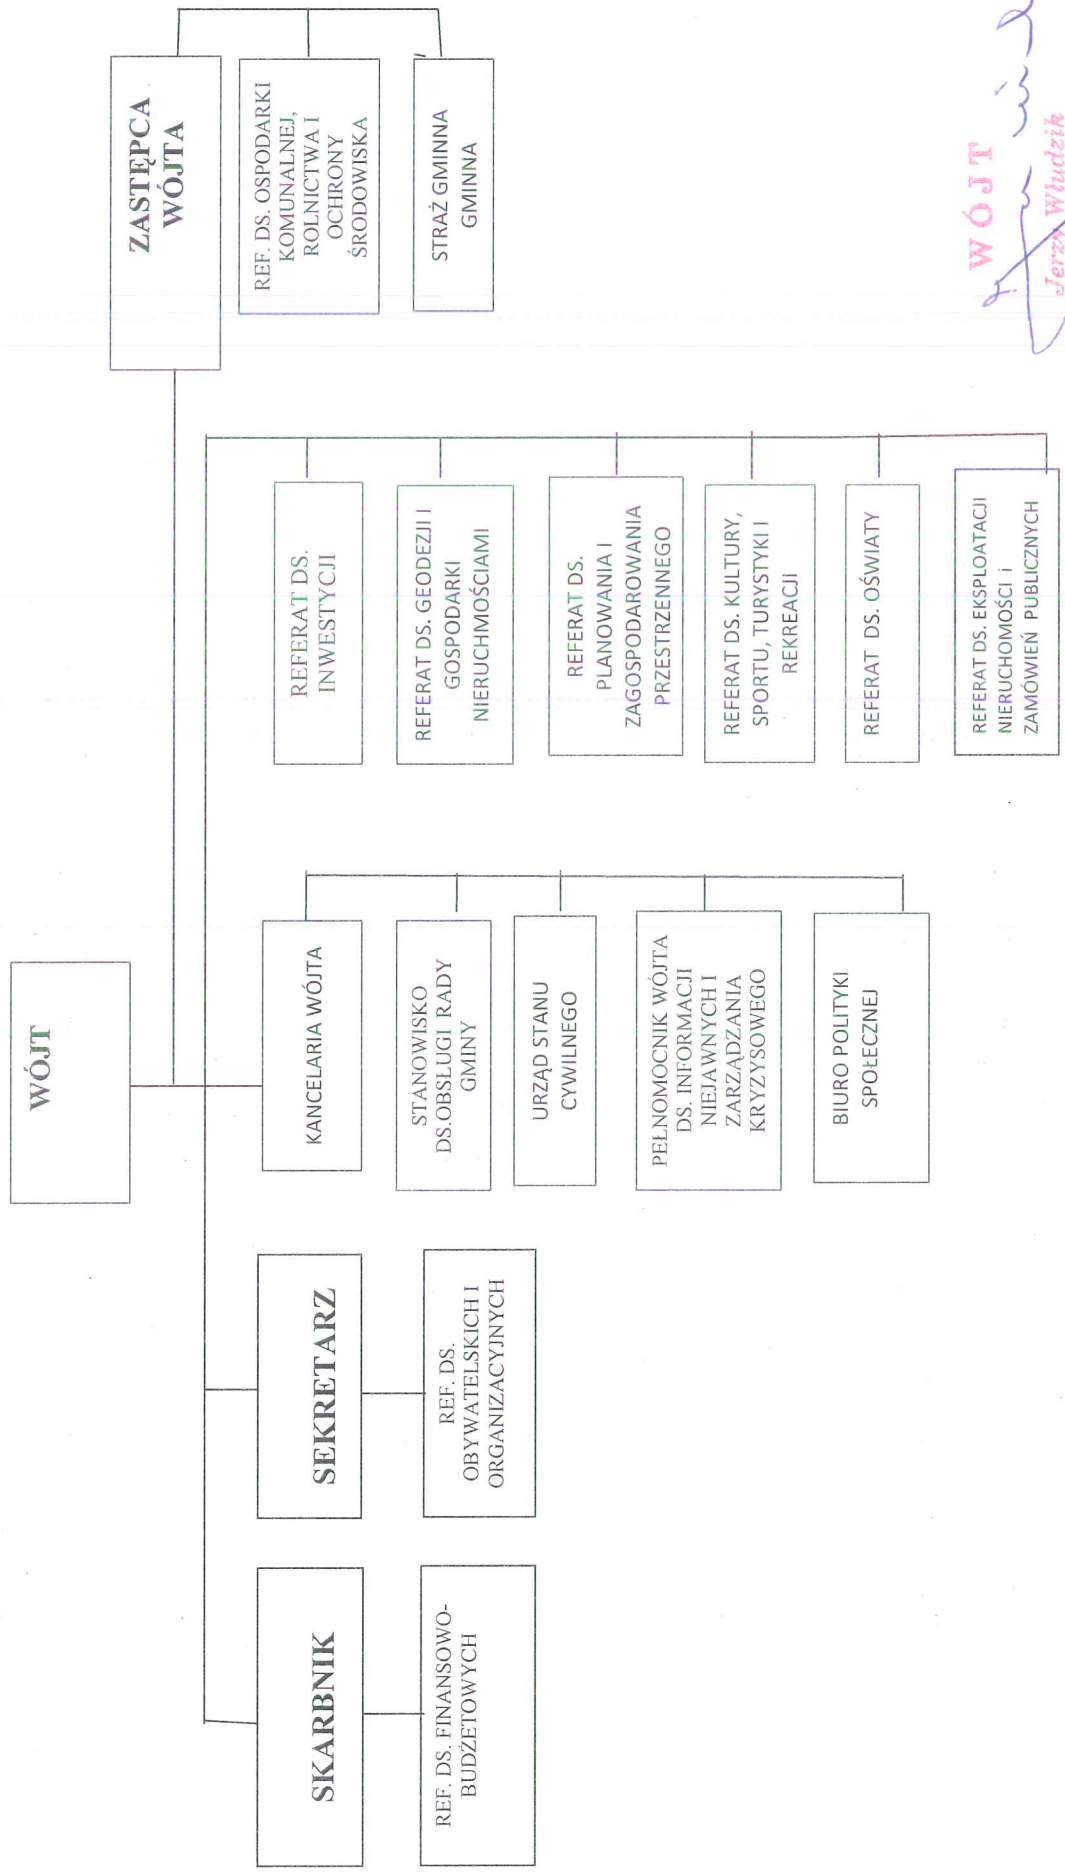 WÓJT
ZASTĘPCA
WÓJTA
REF. DS. OSPODARKI
KOMUNALNEJ,
ROLNICTWA I
OCHRONY
ŚRODOWISKA
STRAŻ GMINNA
GMINNA
SKARBNIK
REF. DS. FINANSOWO-
BUDŻETOWYCH
SEKRETARZ
REF. DS.
OBYWATELSKICH I
ORGANIZACYJNYCH
KANCELARIA WÓJTA
STANOWISKO
DS.OBSŁUGI RADY
GMINY
URZĄD STANU
CYWILNEGO
PEŁNOMOCNIK WÓJTA
DS. INFORMACJI
NIEJAWNYCH I
ZARZĄDZANIA
KRYZYSOWEGO
BIURO POLITYKI
SPOŁECZNEJ
REFERAT DS.
INWESTYCJI
REFERAT DS. GEODEZJI I
GOSPODARKI
NIERUCHMOŚCIAMI
REFERAT DS.
PLANOWANIA I
ZAGOSPODAROWANIA
PRZESTRZENNEGO
REFERAT DS. KULTURY,
SPORTU, TURYSTYKI I
REKREACJI
REFERAT DS. OŚWIATY
REFERAT DS. EKSPLOATACJI
NIERUCHOMOŚCI i
ZAMÓWIEŃ PUBLICZNYCH
WÓJT
Jerzy Włudzik